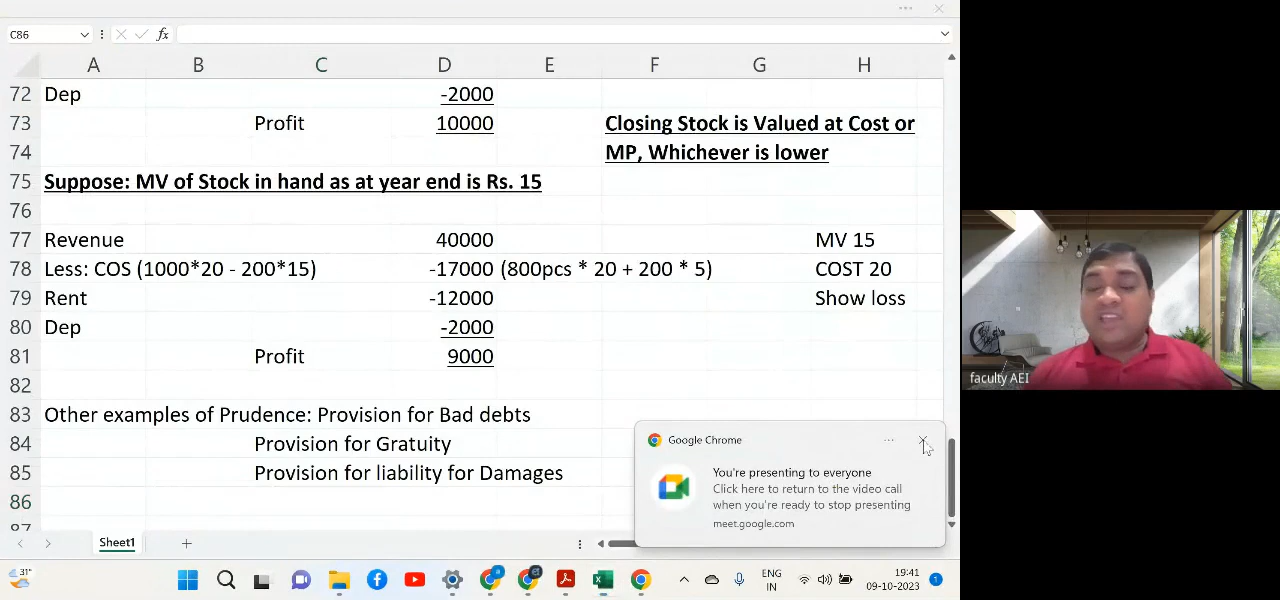 C86
fx
A B C D E F G H
72 Dep -2000
73 Profit 10000 Closing Stock is Valued at Cost or
74 MP, Whichever is lower
75 Suppose: MV of Stock in hand as at year end is Rs. 15
76
77 Revenue 40000 MV 15
78 Less: COS (1000*20 - 200*15) -17000 (800pcs * 20 + 200 * 5) COST 20
79 Rent -12000 Show loss
80 Dep -2000
81 Profit 9000
82
83 Other examples of Prudence: Provision for Bad debts
84 Provision for Gratuity
85 Provision for liability for Damages
86
87
Google Chrome
You're presenting to everyone
Click here to return to the video call
when you're ready to stop presenting
meet.google.com
faculty AEI
Sheet1
31°
ENG
IN
19:41
09-10-2023
1